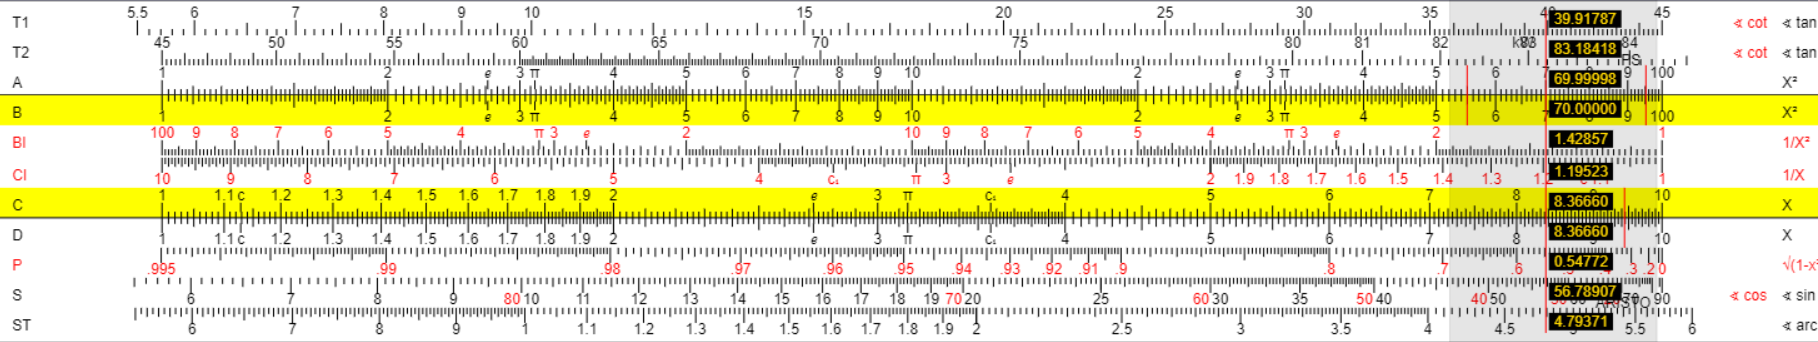 T1 5.5 6 7 8 9 10 15 20 25 30 35 40 39.91787 45 ∢ cot ∢ tan
T2 45 50 55 60 65 70 75 80 81 82 83 83.18418 84 ∢ cot ∢ tan
A 1 2 e 3 π 4 5 6 7 8 9 10 2 e 3 π 4 5 6 7 69.99998 9 100 X²
B 1 2 e 3 π 4 5 6 7 8 9 10 2 e 3 π 4 5 6 7 70.00000 9 100 X²
BI 100 9 8 7 6 5 4 π 3 e 2 10 9 8 7 6 5 4 π 3 e 2 1.42857 1 1/X²
CI 10 9 8 7 6 5 4 c₁ π 3 e 2 1.9 1.8 1.7 1.6 1.5 1.4 1.3 1.2 1.19523 1 1/X
C 1 1.1 c 1.2 1.3 1.4 1.5 1.6 1.7 1.8 1.9 2 e 3 π c₁ 4 5 6 7 8 8.36660 10 X
D 1 1.1 c 1.2 1.3 1.4 1.5 1.6 1.7 1.8 1.9 2 e 3 π c₁ 4 5 6 7 8 8.36660 10 X
P .995 .99 .98 .97 .96 .95 .94 .93 .92 .91 .9 .8 .7 .6 0.54772 .3 .2 0 √(1-x²
S 6 7 8 9 80 10 11 12 13 14 15 16 17 18 19 70 20 25 60 30 35 50 40 40 50 56.78907 90 ∢ cos ∢ sin
ST 6 7 8 9 1 1.1 1.2 1.3 1.4 1.5 1.6 1.7 1.8 1.9 2 2.5 3 3.5 4 4.5 4.79371 5.5 6 ∢ arc